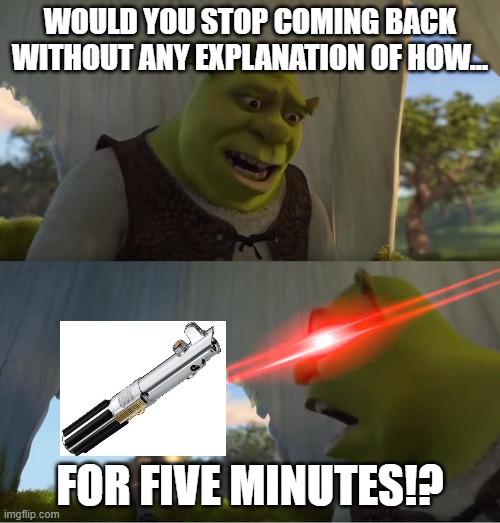 WOULD YOU STOP COMING BACK
WITHOUT ANY EXPLANATION OF HOW...
FOR FIVE MINUTES!?
imgflip.com